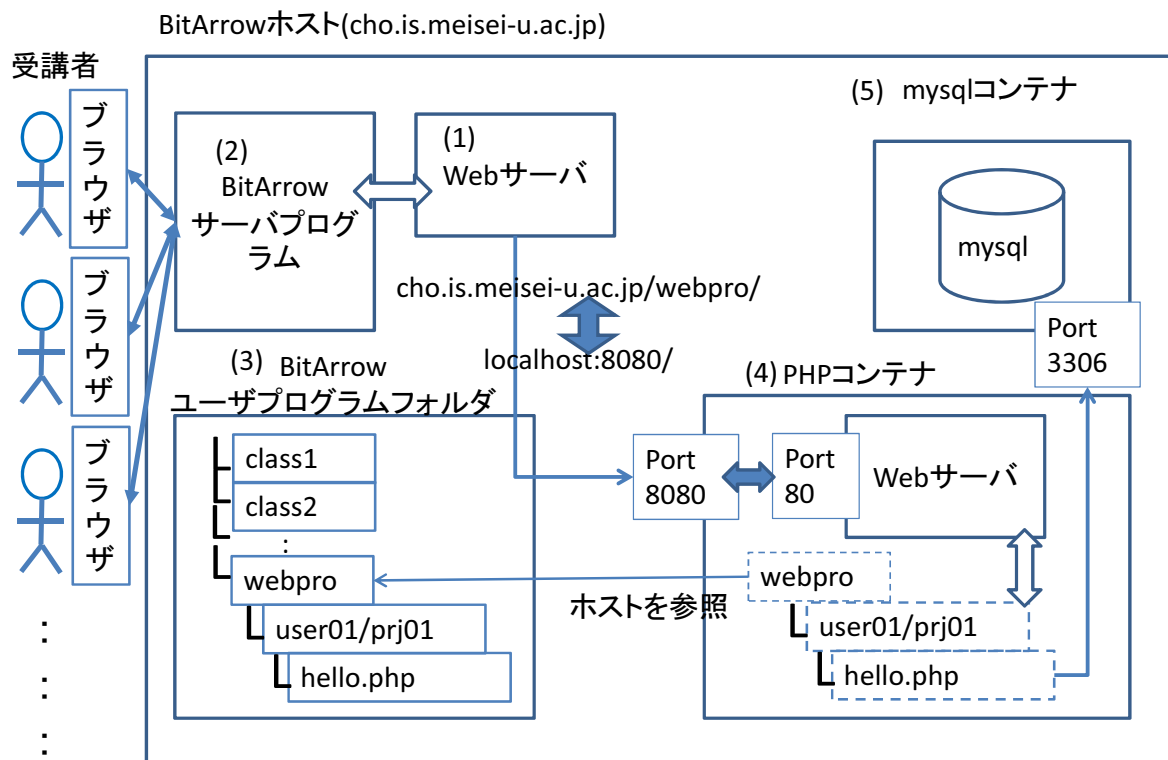 BitArrowホスト(cho.is.meisei-u.ac.jp)
受講者
ブラウザ
ブラウザ
ブラウザ
:
:
:
(2)
BitArrow
サーバプログ
ラム
(1)
Webサーバ
cho.is.meisei-u.ac.jp/webpro/
localhost:8080/
(5) mysqlコンテナ
mysql
Port
3306
(3) BitArrow
ユーザプログラムフォルダ
class1
class2
:
webpro
user01/prj01
hello.php
ホストを参照
(4) PHPコンテナ
Port
8080
Port
80
Webサーバ
webpro
user01/prj01
hello.php